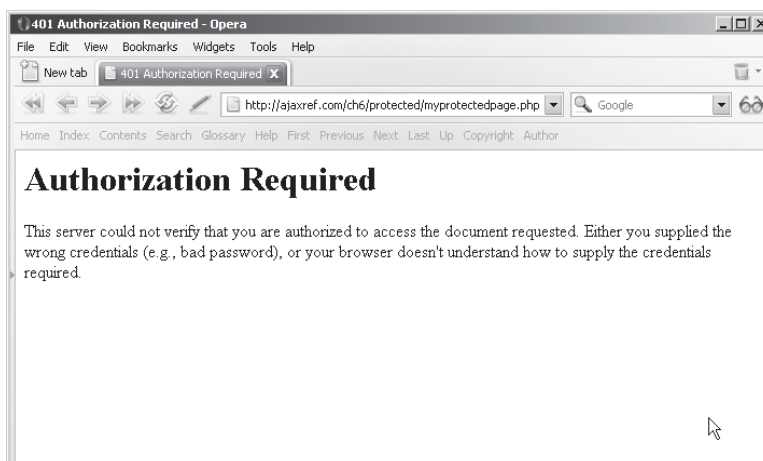 401 Authorization Required - Opera
File Edit View Bookmarks Widgets Tools Help
New tab 401 Authorization Required
http://ajaxref.com/ch6/protected/myprotectedpage.php Google
Home Index Contents Search Glossary Help First Previous Next Last Up Copyright Author
Authorization Required
This server could not verify that you are authorized to access the document requested. Either you supplied the
wrong credentials (e.g., bad password), or your browser doesn't understand how to supply the credentials
required.